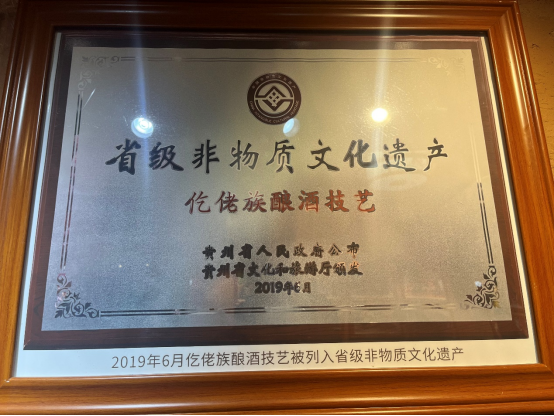 省级非物质文化遗产
仡佬族酿酒技艺
贵州省人民政府公布
贵州省文化和旅游厅颁发
2019年6月
2019年6月仡佬族酿酒技艺被列入省级非物质文化遗产